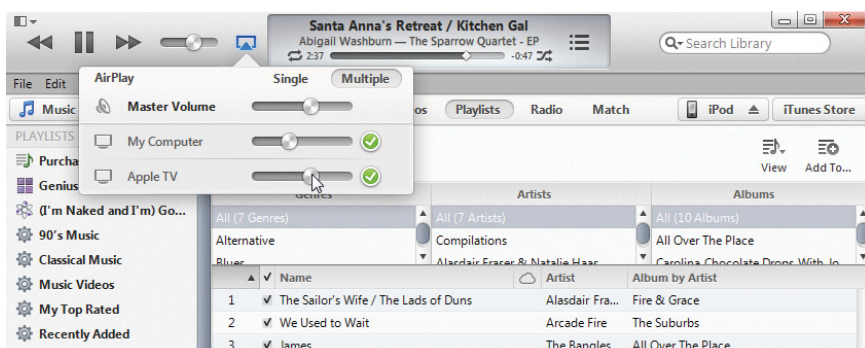 Santa Anna's Retreat / Kitchen Gal
Abigail Washburn — The Sparrow Quartet - EP
2:37 -0:47
Search Library
File Edit
AirPlay Single Multiple
Master Volume
My Computer
Apple TV
Music os Playlists Radio Match iPod iTunes Store
PLAYLISTS
Purcha
Genius
(I'm Naked and I'm) Go...
90's Music
Classical Music
Music Videos
My Top Rated
Recently Added
View Add To...
Genres Artists Albums
All (7 Genres) All (7 Artists) All (10 Albums)
Alternative Compilations All Over The Place
Blues Alasdair Fraser & Natalie Haas Carolina Chocolate Drops With Jo
Name Artist Album by Artist
1 The Sailor's Wife / The Lads of Duns Alasdair Fra... Fire & Grace
2 We Used to Wait Arcade Fire The Suburbs
3 James The Bangles All Over The Place